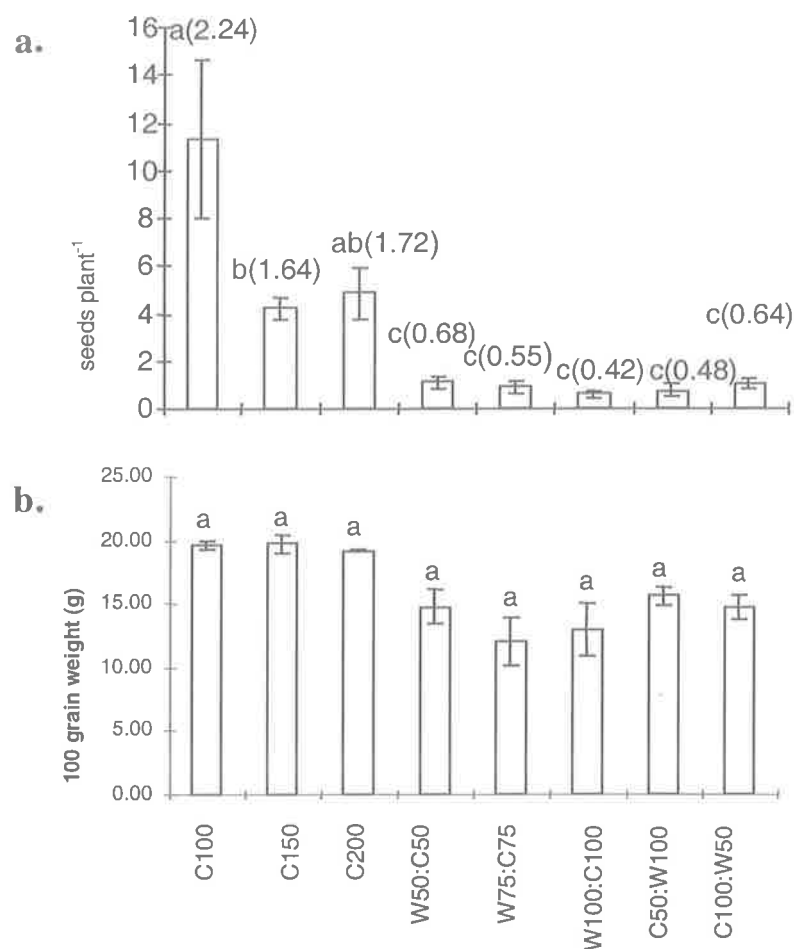 a.
16
a(2.24)
14
12
10
8
6
4
2
0
seeds plant⁻¹
b(1.64)
ab(1.72)
c(0.68)
c(0.55)
c(0.42)
c(0.48)
c(0.64)
b.
25.00
20.00
15.00
10.00
5.00
0.00
100 grain weight (g)
a
a
a
a
a
a
a
a
C100
C150
C200
W50:C50
W75:C75
W100:C100
C50:W100
C100:W50